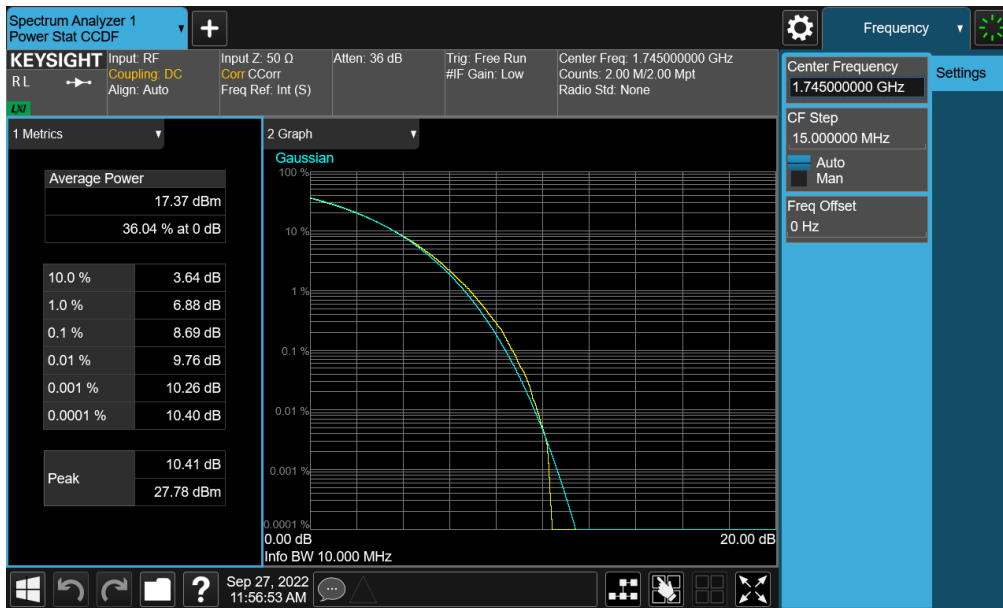 Spectrum Analyzer 1
Power Stat CCDF
Frequency
KEYSIGHT
R L
LXI
Input: RF
Coupling: DC
Align: Auto
Input Z: 50 Ω
Corr CCorr
Freq Ref: Int (S)
Atten: 36 dB
Trig: Free Run
#IF Gain: Low
Center Freq: 1.745000000 GHz
Counts: 2.00 M/2.00 Mpt
Radio Std: None
Center Frequency
1.745000000 GHz
Settings
CF Step
15.000000 MHz
Auto
Man
Freq Offset
0 Hz
1 Metrics
Average Power
17.37 dBm
36.04 % at 0 dB
10.0 % 3.64 dB
1.0 % 6.88 dB
0.1 % 8.69 dB
0.01 % 9.76 dB
0.001 % 10.26 dB
0.0001 % 10.40 dB
Peak
10.41 dB
27.78 dBm
2 Graph
Gaussian
100 %
10 %
1 %
0.1 %
0.01 %
0.001 %
0.0001 %
0.00 dB 20.00 dB
Info BW 10.000 MHz
?
Sep 27, 2022
11:56:53 AM